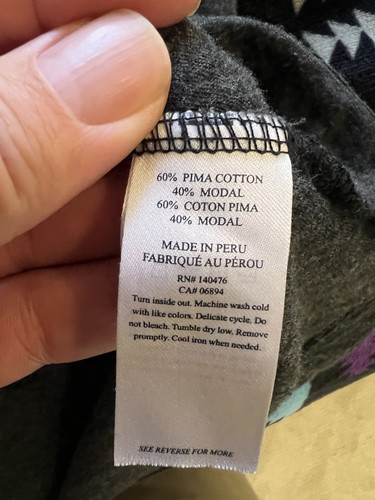 60% PIMA COTTON
40% MODAL
60% COTON PIMA
40% MODAL
MADE IN PERU
FABRIQUÉ AU PÉROU
RN# 140476
CA# 06894
Turn inside out. Machine wash cold
with like colors. Delicate cycle. Do
not bleach. Tumble dry low. Remove
promptly. Cool iron when needed.
SEE REVERSE FOR MORE